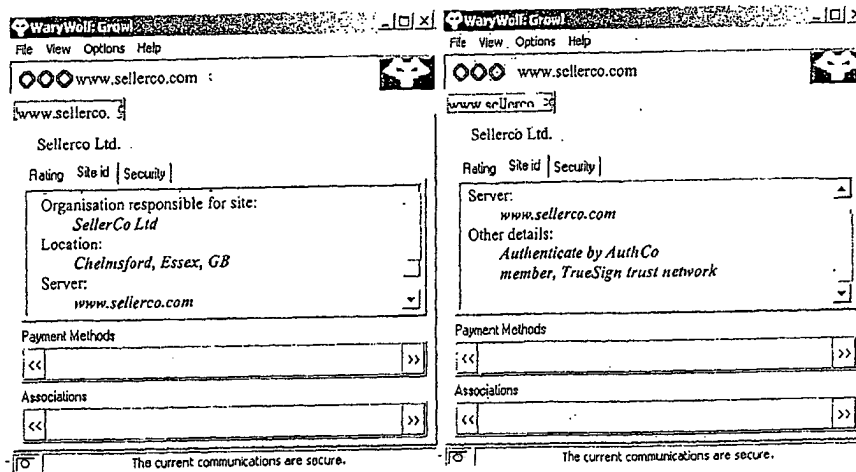 WaryWolf: Growl
File View Options Help
www.sellerco.com
www.sellerco.
Sellerco Ltd.
Rating Site id Security
Organisation responsible for site:
SellerCo Ltd
Location:
Chelmsford, Essex, GB
Server:
www.sellerco.com
Payment Methods
<< >>
Associations
<< >>
The current communications are secure.
WaryWolf: Growl
File View Options Help
www.sellerco.com
www.sellerco
Sellerco Ltd.
Rating Site id Security
Server:
www.sellerco.com
Other details:
Authenticate by AuthCo
member, TrueSign trust network
Payment Methods
<< >>
Associations
<< >>
The current communications are secure.